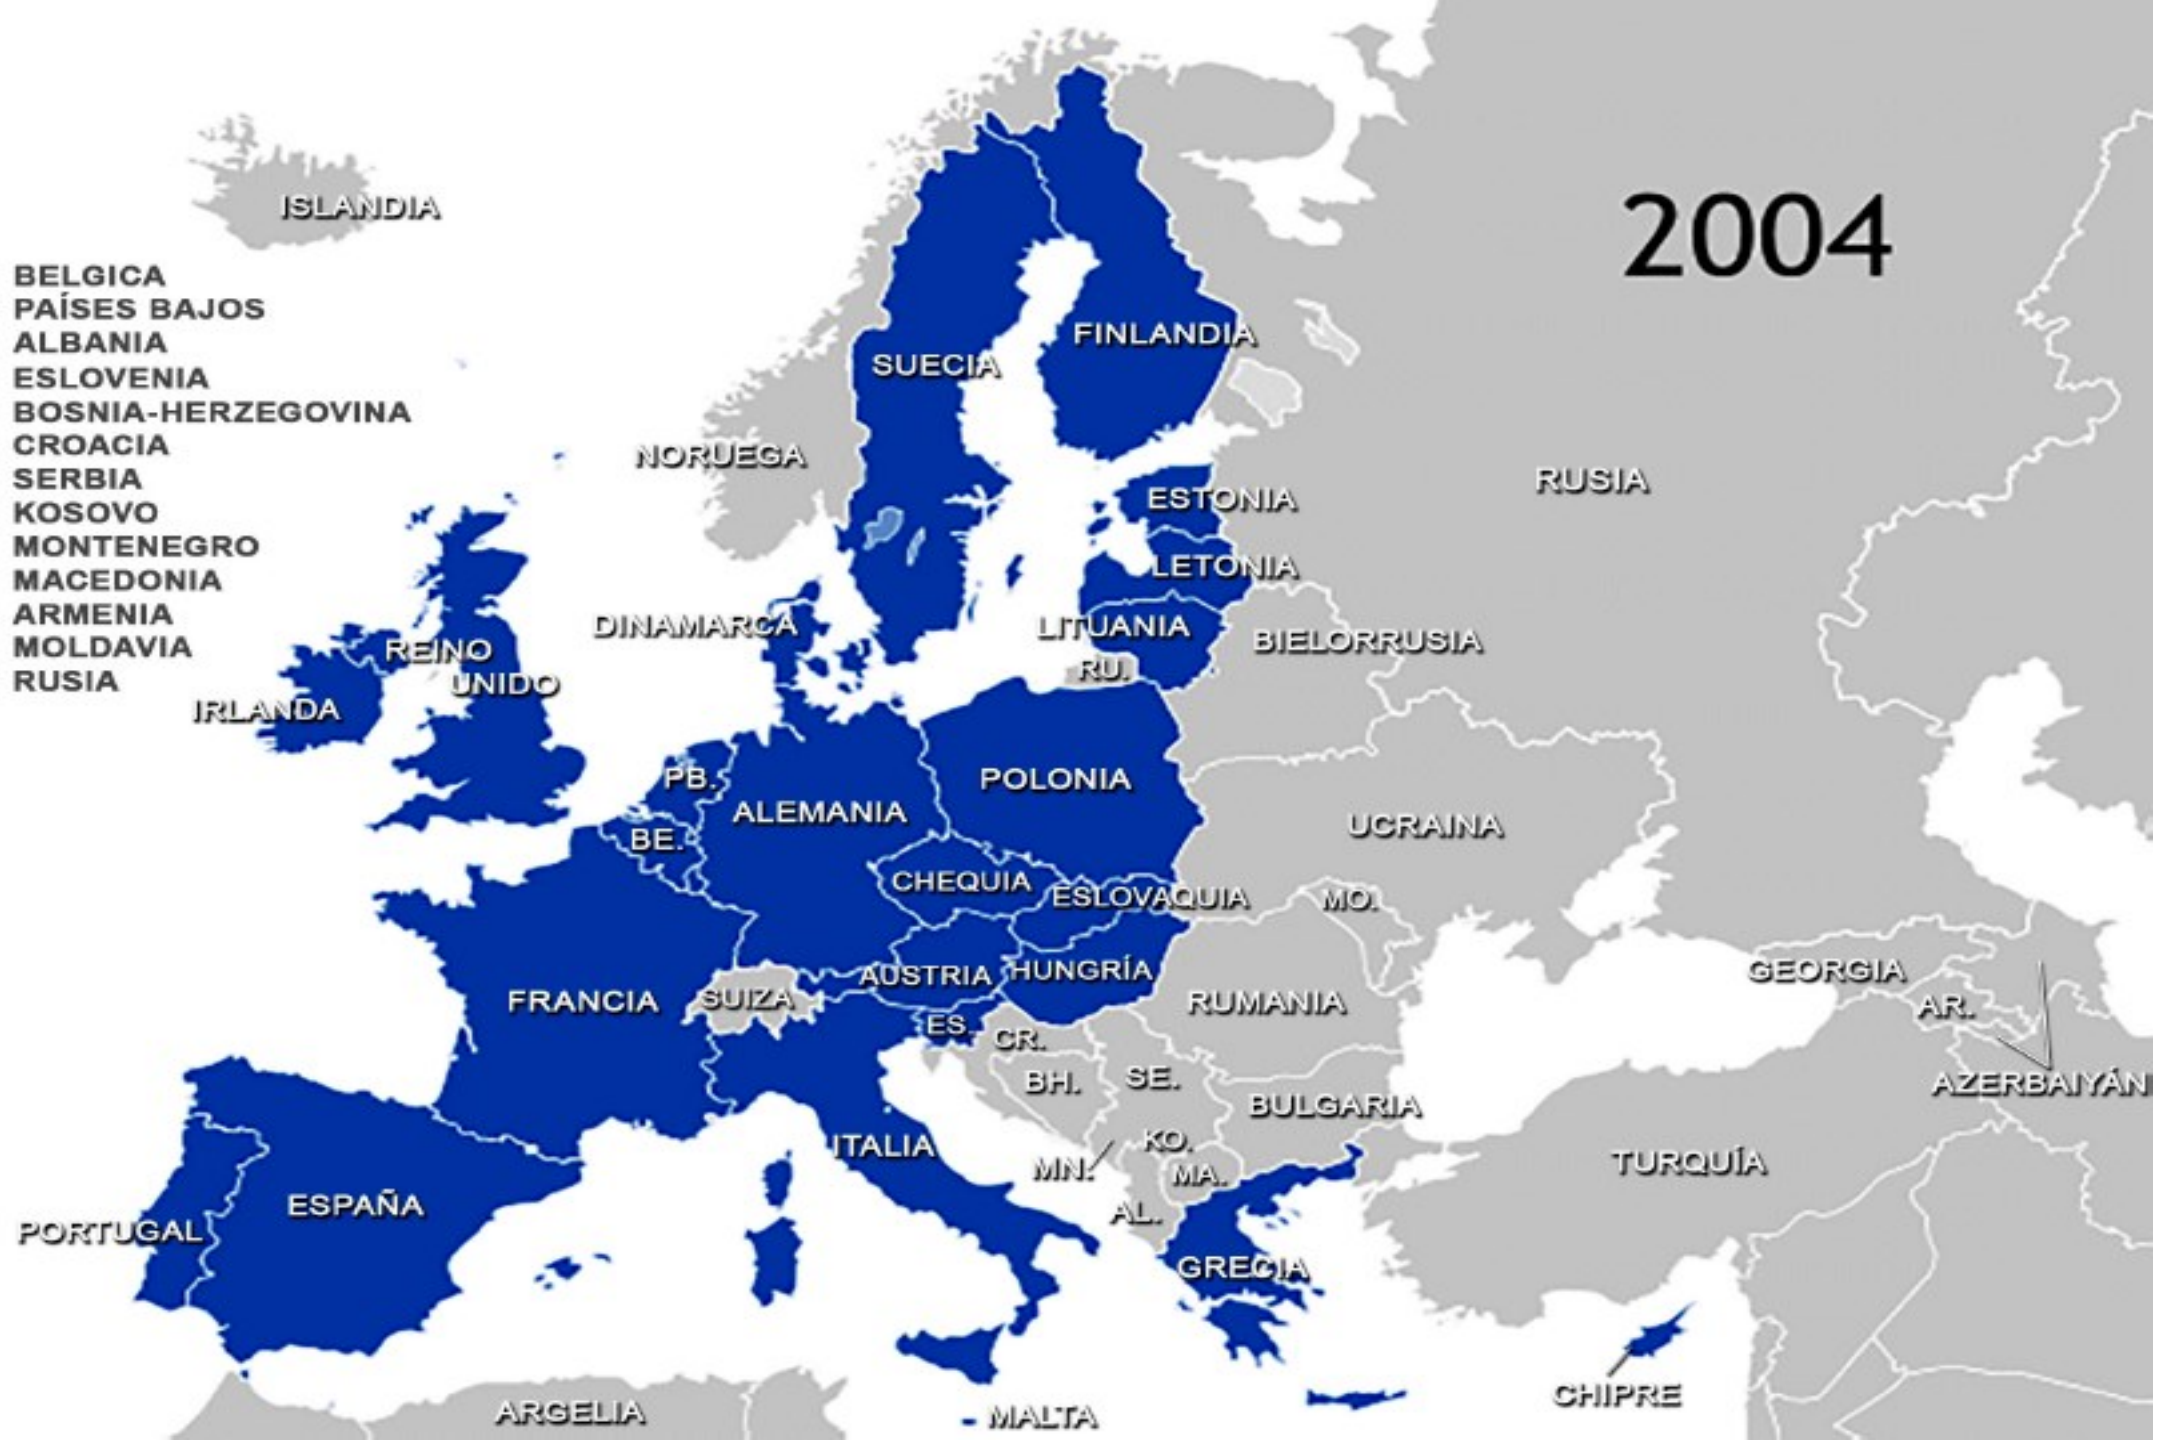 2004
ISLANDIA
BELGICA
PAÍSES BAJOS
ALBANIA
ESLOVENIA
BOSNIA-HERZEGOVINA
CROACIA
SERBIA
KOSOVO
MONTENEGRO
MACEDONIA
ARMENIA
MOLDAVIA
RUSIA
FINLANDIA
SUECIA
NORUEGA
RUSIA
ESTONIA
LETONIA
DINAMARCA
LITUANIA
BIELORRUSIA
REINO
UNIDO
RU.
IRLANDA
PB.
POLONIA
ALEMANIA
UCRAINA
BE.
CHEQUIA
ESLOVAQUIA
MO.
AUSTRIA
HUNGRÍA
GEORGIA
FRANCIA
SUIZA
RUMANIA
AR.
ES.
CR.
BH.
SE.
AZERBAIYÁN
BULGARIA
ITALIA
KO.
MN.
MA.
TURQUÍA
ESPAÑA
AL.
PORTUGAL
GRECIA
CHIPRE
ARGELIA
MALTA